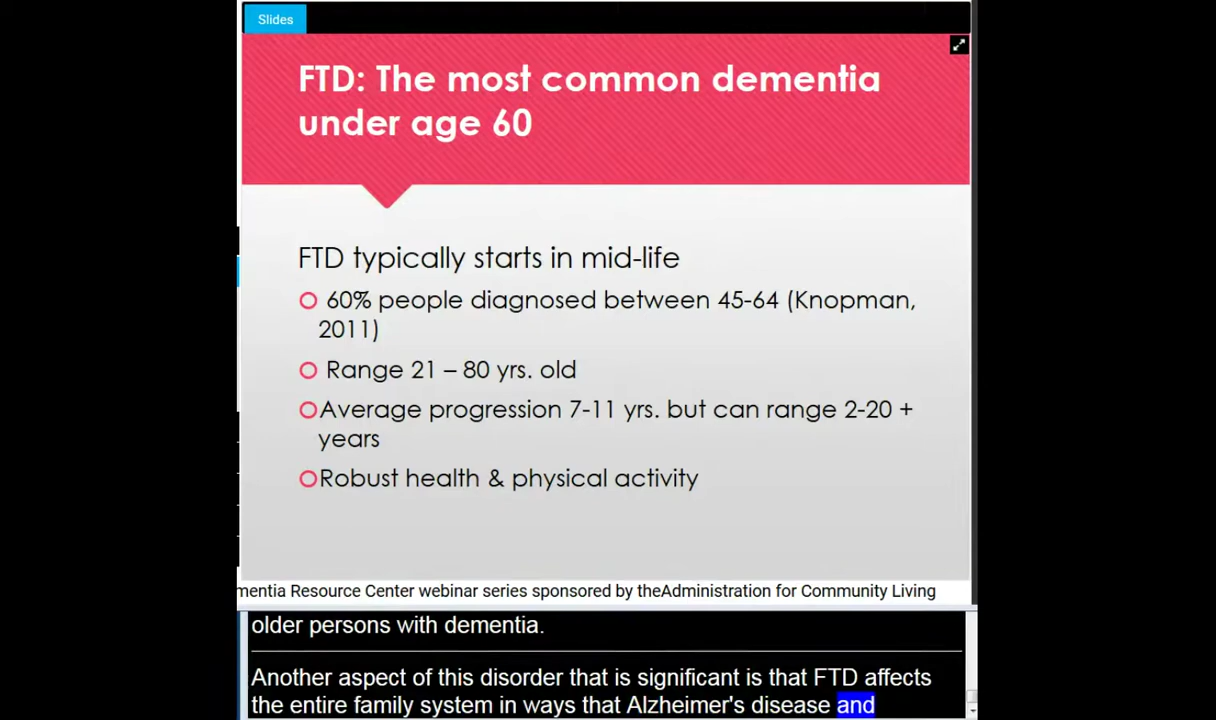 Slides
FTD: The most common dementia
under age 60
FTD typically starts in mid-life
60% people diagnosed between 45-64 (Knopman,
2011)
Range 21 – 80 yrs. old
Average progression 7-11 yrs. but can range 2-20 +
years
Robust health & physical activity
mentia Resource Center webinar series sponsored by theAdministration for Community Living
older persons with dementia.
Another aspect of this disorder that is significant is that FTD affects
the entire family system in ways that Alzheimer's disease and